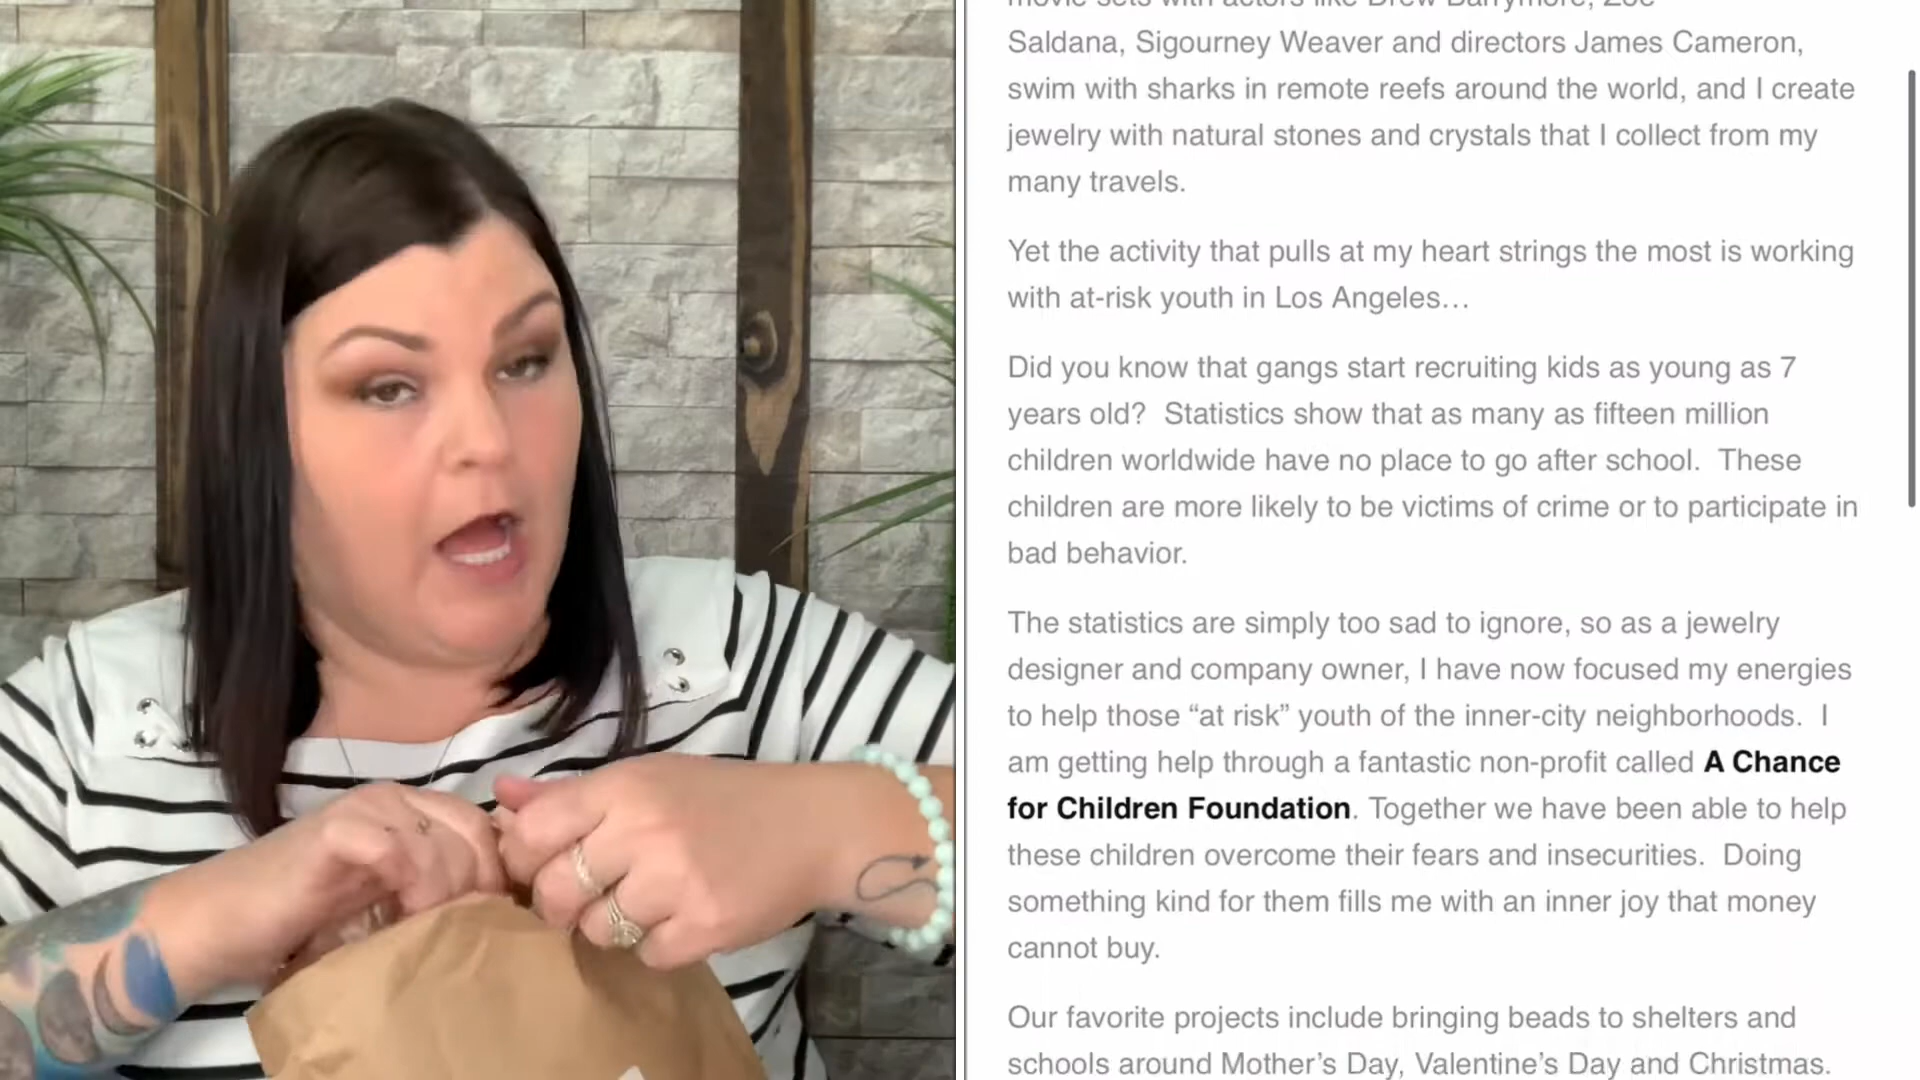 movie sets with actors like Drew Barrymore, Zoe
Saldana, Sigourney Weaver and directors James Cameron,
swim with sharks in remote reefs around the world, and I create
jewelry with natural stones and crystals that I collect from my
many travels.
Yet the activity that pulls at my heart strings the most is working
with at-risk youth in Los Angeles…
Did you know that gangs start recruiting kids as young as 7
years old?  Statistics show that as many as fifteen million
children worldwide have no place to go after school.  These
children are more likely to be victims of crime or to participate in
bad behavior.
The statistics are simply too sad to ignore, so as a jewelry
designer and company owner, I have now focused my energies
to help those “at risk” youth of the inner-city neighborhoods.  I
am getting help through a fantastic non-profit called A Chance
for Children Foundation. Together we have been able to help
these children overcome their fears and insecurities.  Doing
something kind for them fills me with an inner joy that money
cannot buy.
Our favorite projects include bringing beads to shelters and
schools around Mother’s Day, Valentine’s Day and Christmas.